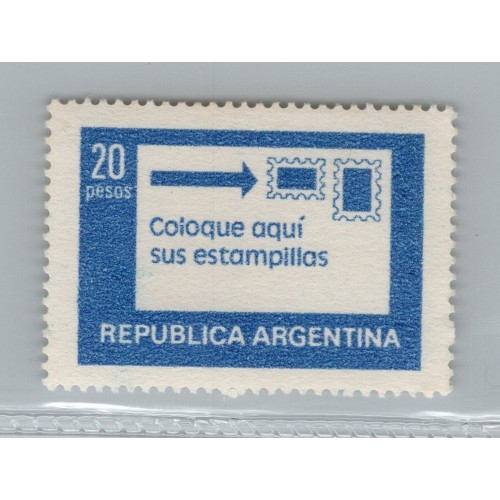 20
pesos
Coloque aquí
sus estampillas
REPUBLICA ARGENTINA